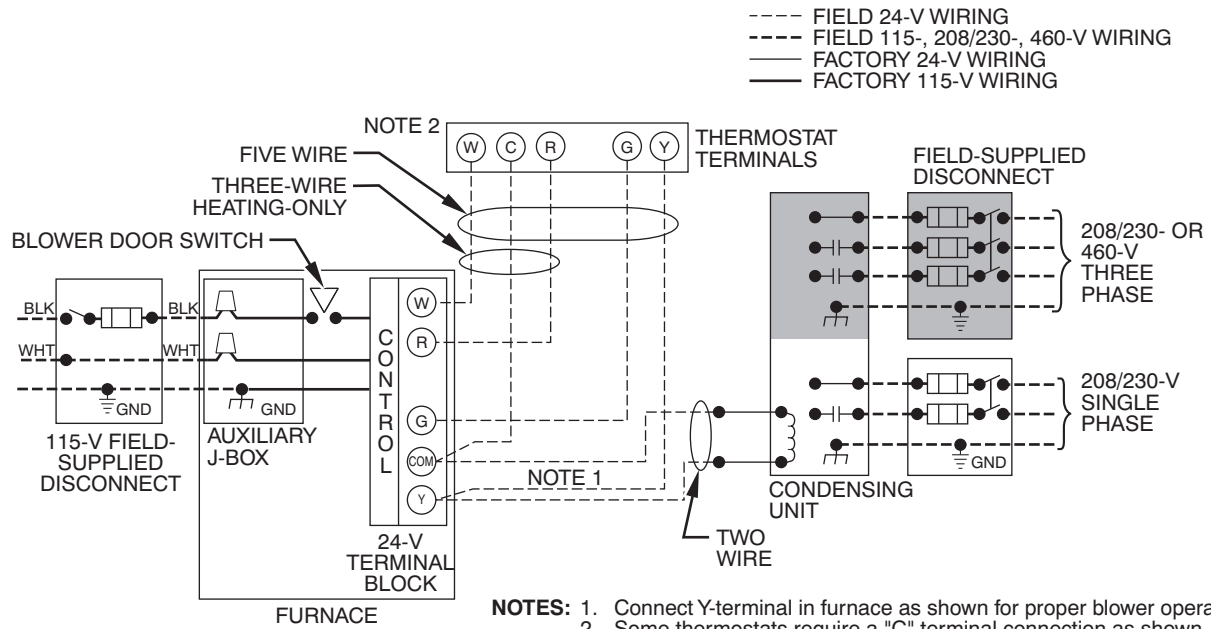 FIELD 24-V WIRING
FIELD 115-, 208/230-, 460-V WIRING
FACTORY 24-V WIRING
FACTORY 115-V WIRING
NOTE 2
W C R G Y
THERMOSTAT
TERMINALS
FIVE WIRE
THREE-WIRE
HEATING-ONLY
BLOWER DOOR SWITCH
FIELD-SUPPLIED
DISCONNECT
208/230- OR
460-V
THREE
PHASE
BLK
BLK
WHT
WHT
GND
GND
115-V FIELD-
SUPPLIED
DISCONNECT
AUXILIARY
J-BOX
CONTROL
W
R
G
COM
Y
NOTE 1
24-V
TERMINAL
BLOCK
FURNACE
TWO
WIRE
CONDENSING
UNIT
208/230-V
SINGLE
PHASE
GND
NOTES: 1. Connect Y-terminal in furnace as shown for proper blower opera
2. Some thermostats require a "C" terminal connection as shown